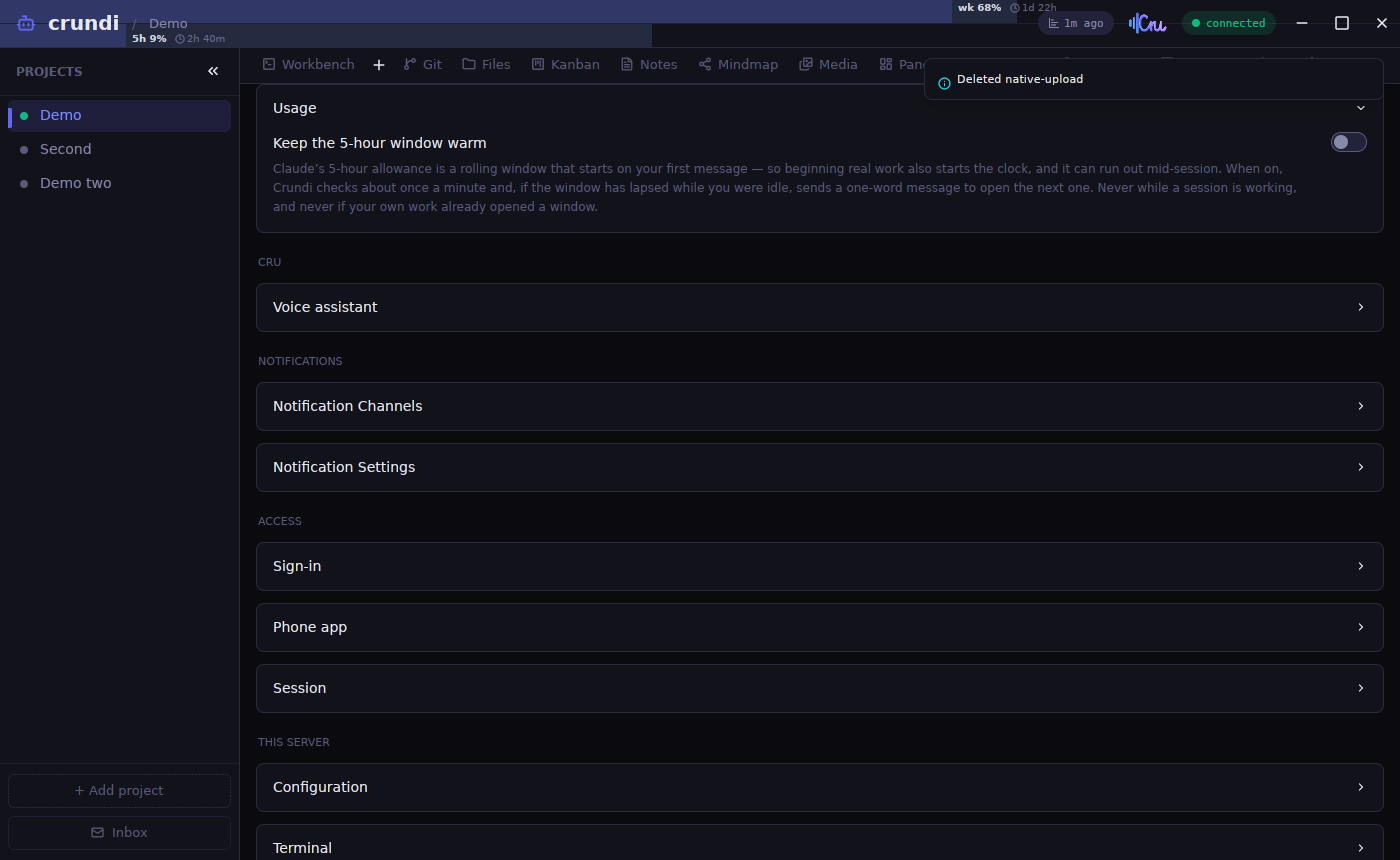 wk 68% 1d 22h
crundi / Demo
5h 9% 2h 40m
1m ago
Cru
connected
PROJECTS
Demo
Second
Demo two
+ Add project
Inbox
Workbench + Git Files Kanban Notes Mindmap Media
Deleted native-upload
Usage
Keep the 5-hour window warm
Claude’s 5-hour allowance is a rolling window that starts on your first message — so beginning real work also starts the clock, and it can run out mid-session. When on,
Crundi checks about once a minute and, if the window has lapsed while you were idle, sends a one-word message to open the next one. Never while a session is working,
and never if your own work already opened a window.
CRU
Voice assistant
NOTIFICATIONS
Notification Channels
Notification Settings
ACCESS
Sign-in
Phone app
Session
THIS SERVER
Configuration
Terminal